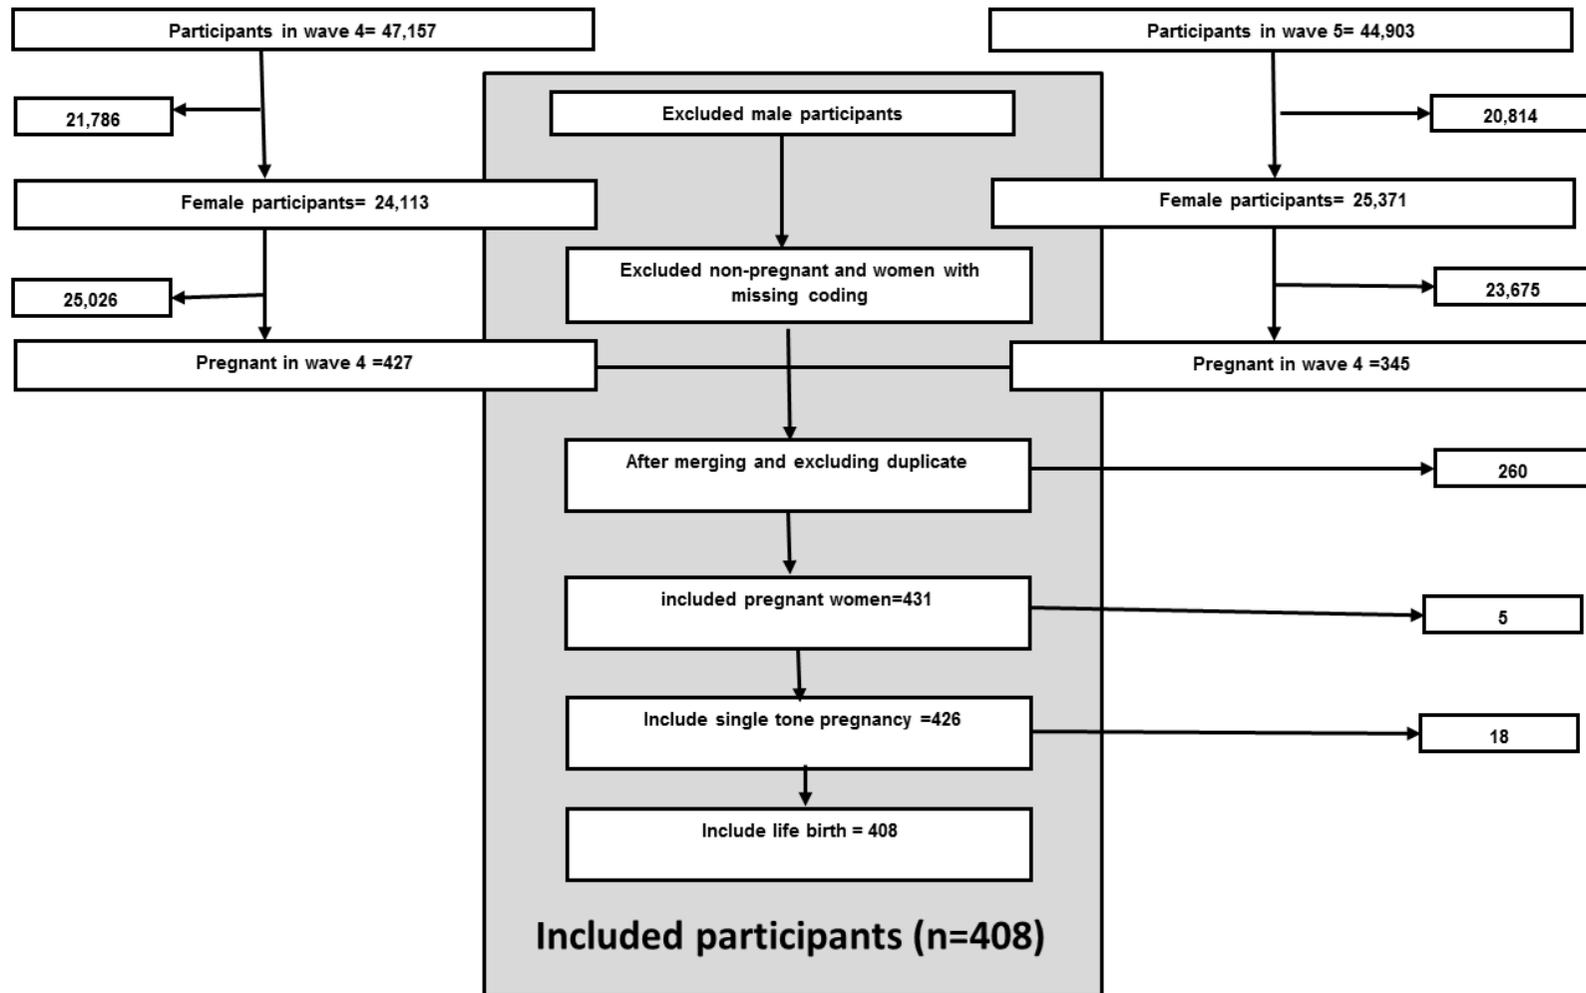 Participants in wave 4= 47,157
Participants in wave 5= 44,903
21,786
Excluded male participants
20,814
Female participants= 24,113
Female participants= 25,371
25,026
Excluded non-pregnant and women with
missing coding
23,675
Pregnant in wave 4 =427
Pregnant in wave 4 =345
After merging and excluding duplicate
260
included pregnant women=431
5
Include single tone pregnancy =426
18
Include life birth = 408
Included participants (n=408)